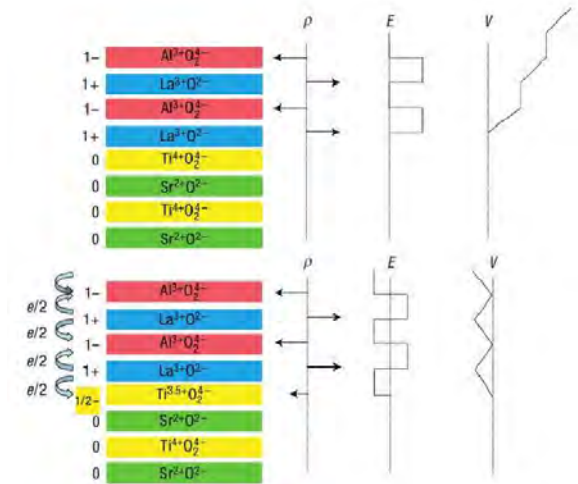 ρ E V
1− Al³⁺O₂⁴⁻
1+ La³⁺O²⁻
1− Al³⁺O₂⁴⁻
1+ La³⁺O²⁻
0 Ti⁴⁺O₂⁴⁻
0 Sr²⁺O²⁻
0 Ti⁴⁺O₂⁴⁻
0 Sr²⁺O²⁻
ρ E V
1− Al³⁺O₂⁴⁻
e/2
1+ La³⁺O²⁻
e/2
1− Al³⁺O₂⁴⁻
e/2
1+ La³⁺O²⁻
e/2
1/2− Ti³·⁵⁺O₂⁴⁻
0 Sr²⁺O²⁻
0 Ti⁴⁺O₂⁴⁻
0 Sr²⁺O²⁻